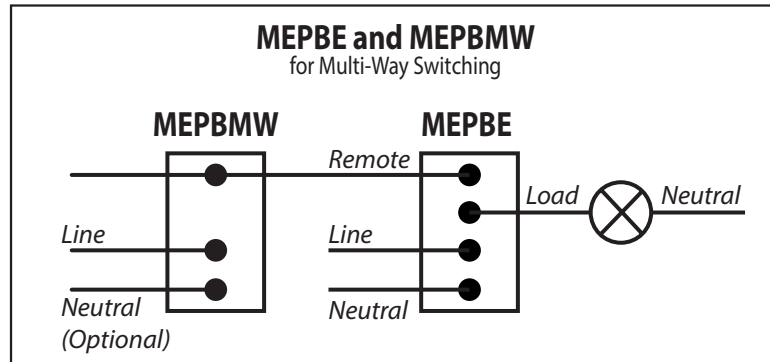 MEPBE and MEPBMW
for Multi-Way Switching
MEPBMW
MEPBE
Remote
Load
Neutral
Line
Line
Neutral
(Optional)
Neutral